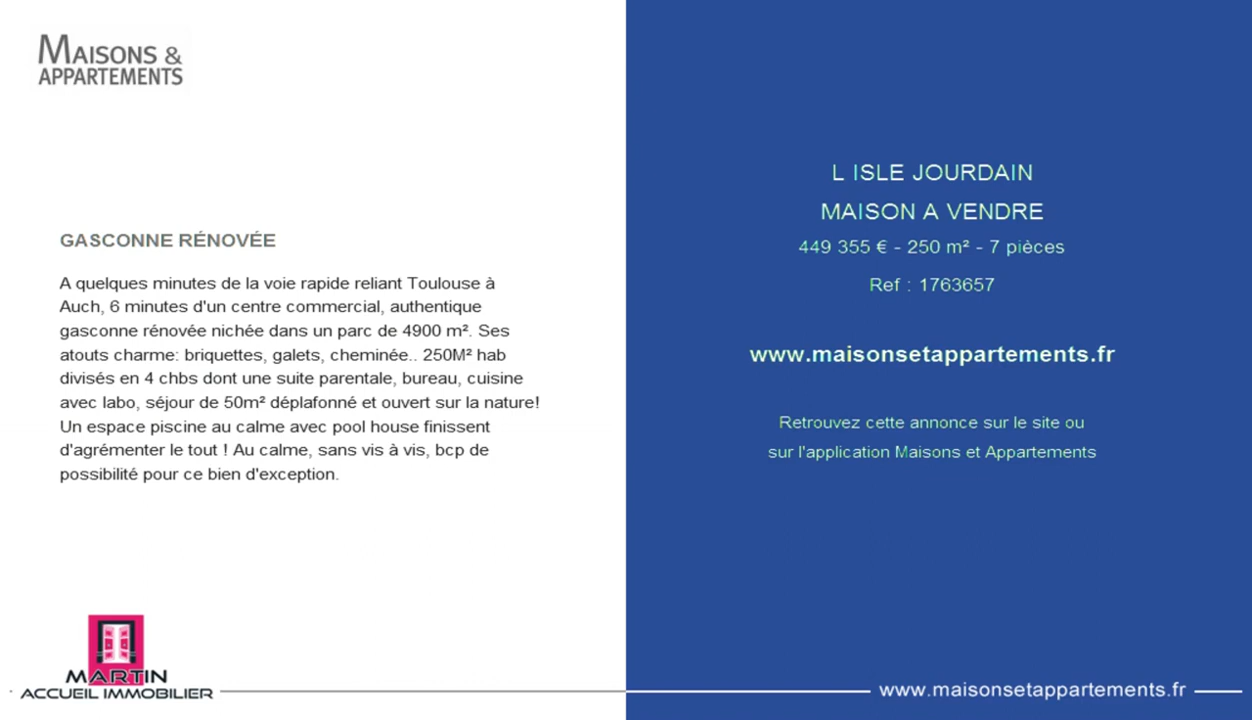 MAISONS &
APPARTEMENTS
GASCONNE RÉNOVÉE
A quelques minutes de la voie rapide reliant Toulouse à
Auch, 6 minutes d'un centre commercial, authentique
gasconne rénovée nichée dans un parc de 4900 m². Ses
atouts charme: briquettes, galets, cheminée.. 250M² hab
divisés en 4 chbs dont une suite parentale, bureau, cuisine
avec labo, séjour de 50m² déplafonné et ouvert sur la nature!
Un espace piscine au calme avec pool house finissent
d'agrémenter le tout ! Au calme, sans vis à vis, bcp de
possibilité pour ce bien d'exception.
MARTIN
ACCUEIL IMMOBILIER
L ISLE JOURDAIN
MAISON A VENDRE
449 355 € - 250 m² - 7 pièces
Ref : 1763657
www.maisonsetappartements.fr
Retrouvez cette annonce sur le site ou
sur l'application Maisons et Appartements
www.maisonsetappartements.fr